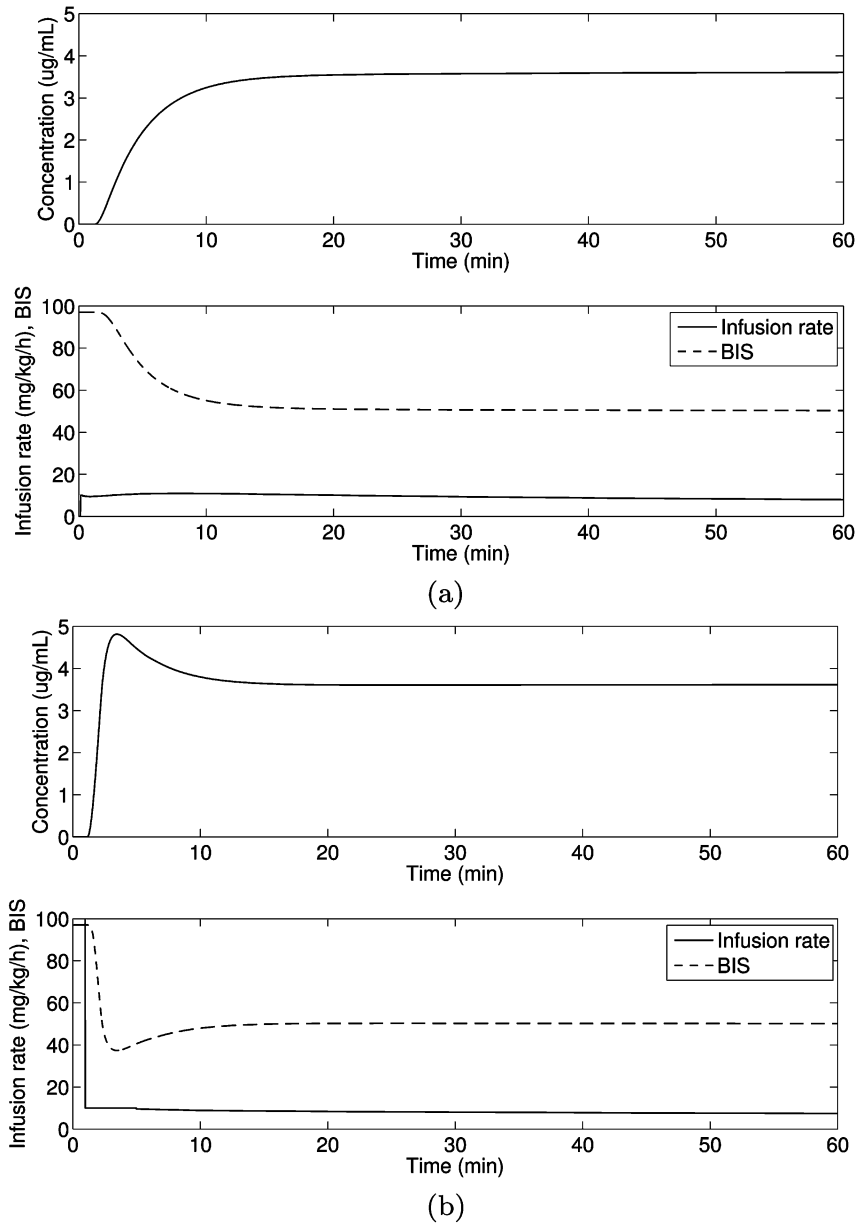 Concentration (ug/mL)
5
4
3
2
1
0
0 10 20 30 40 50 60
Time (min)
Infusion rate (mg/kg/h), BIS
100
80
60
40
20
0
Infusion rate
BIS
0 10 20 30 40 50 60
Time (min)
(a)
Concentration (ug/mL)
5
4
3
2
1
0
0 10 20 30 40 50 60
Time (min)
Infusion rate (mg/kg/h), BIS
100
80
60
40
20
0
Infusion rate
BIS
0 10 20 30 40 50 60
Time (min)
(b)